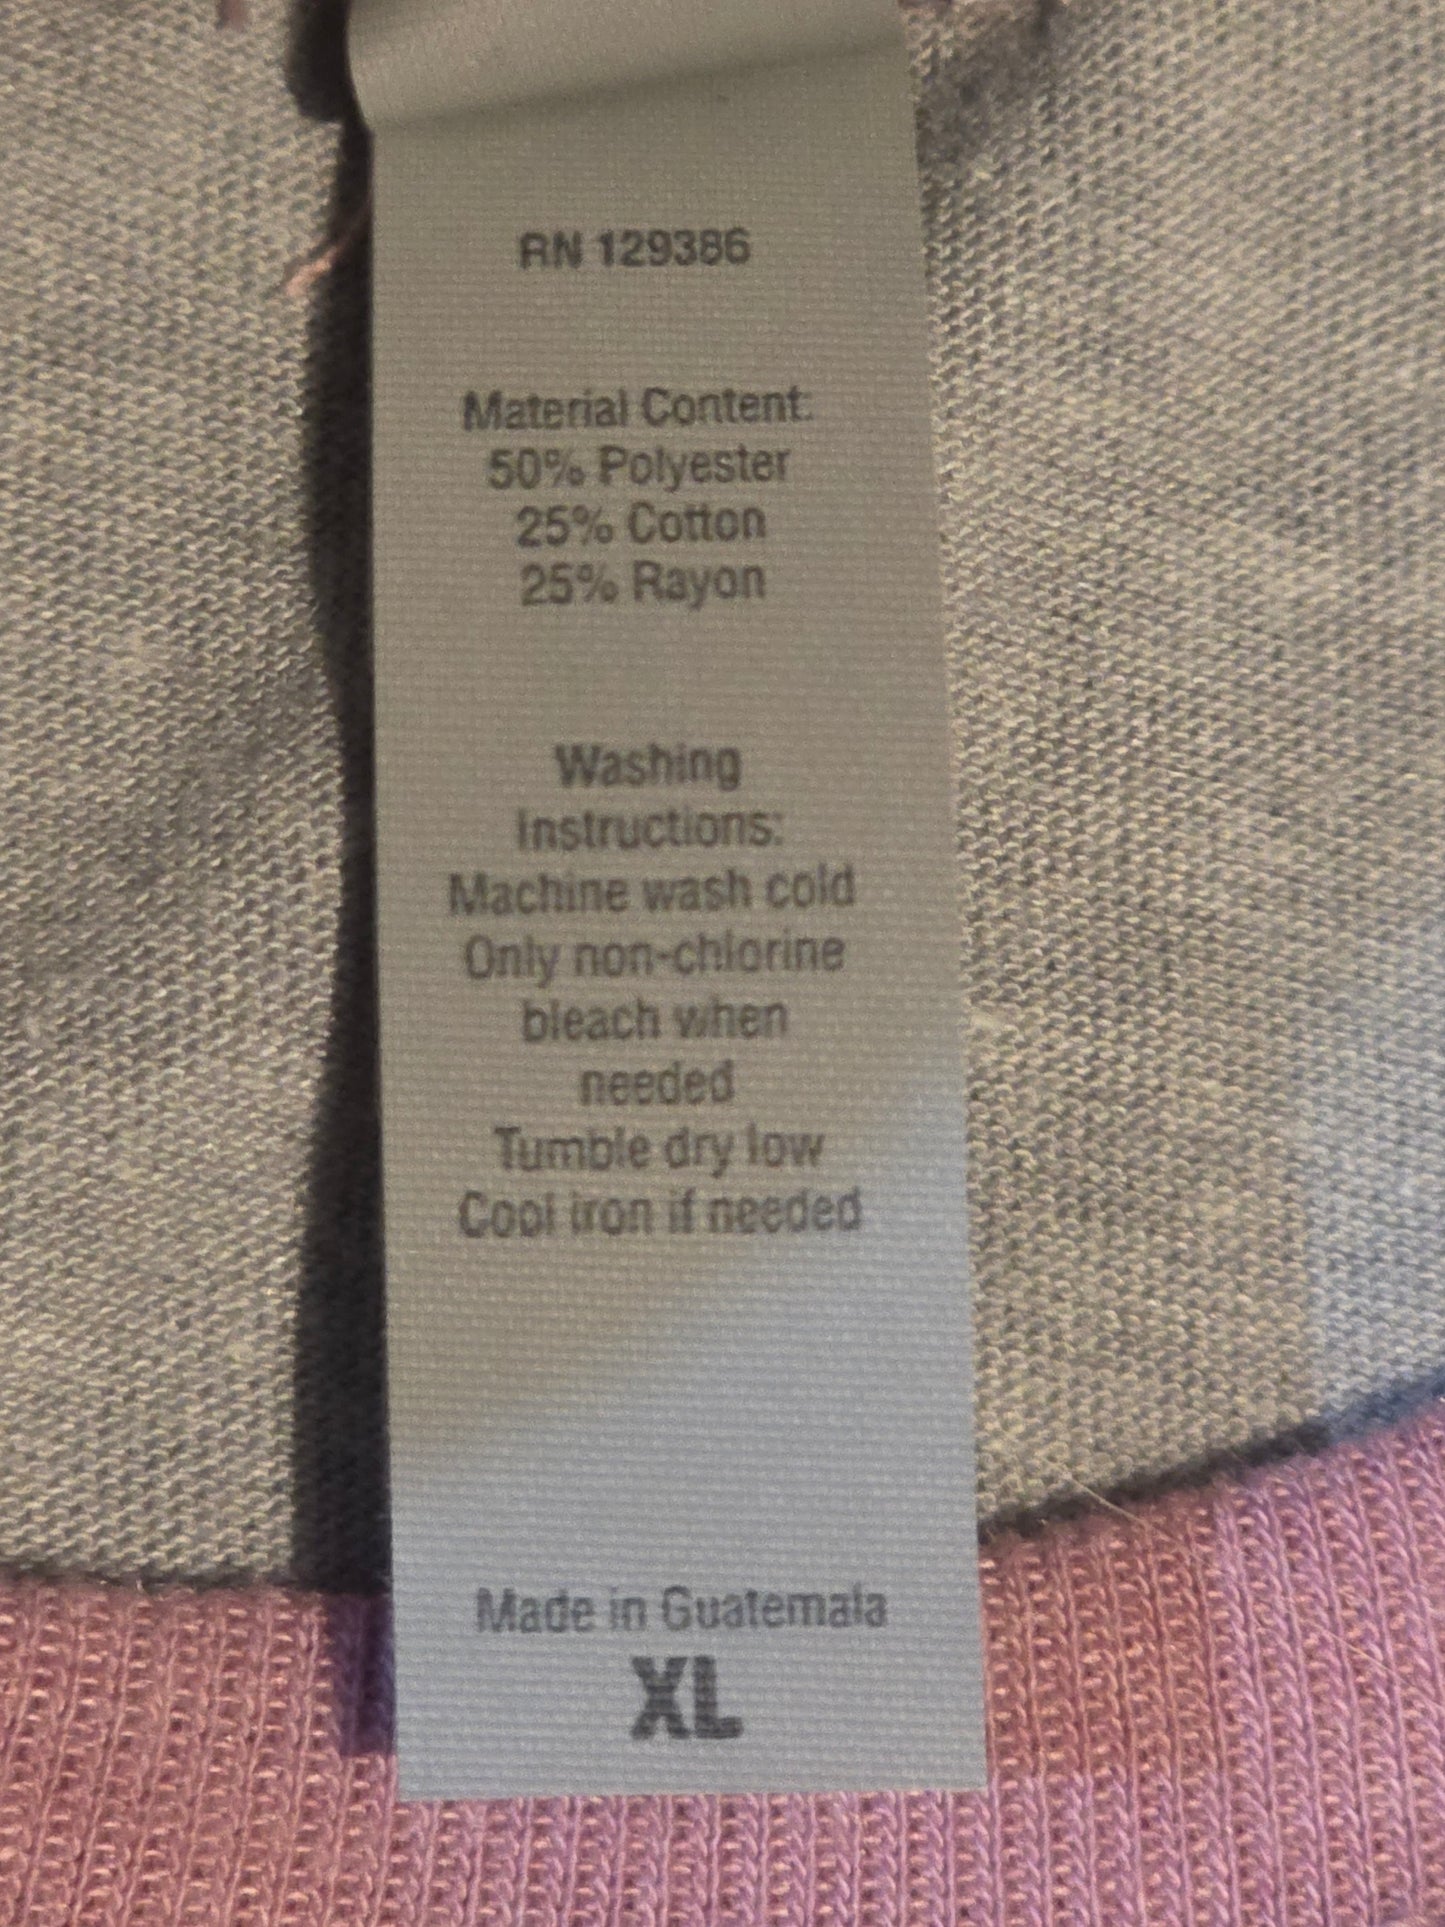 RN 129386
Material Content:
50% Polyester
25% Cotton
25% Rayon
Washing
Instructions:
Machine wash cold
Only non-chlorine
bleach when
needed
Tumble dry low
Cool iron if needed
Made in Guatemala
XL